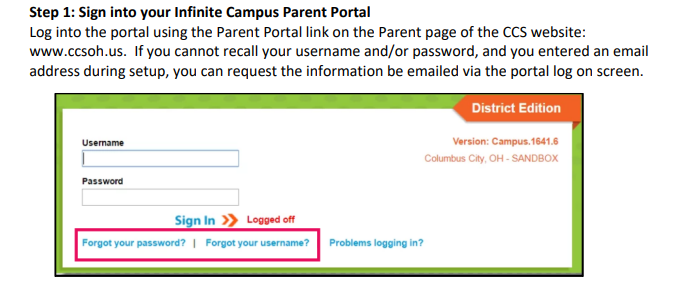 Step 1: Sign into your Infinite Campus Parent Portal
Log into the portal using the Parent Portal link on the Parent page of the CCS website:
www.ccsoh.us.  If you cannot recall your username and/or password, and you entered an email
address during setup, you can request the information be emailed via the portal log on screen.
District Edition
Username
Version: Campus.1641.6
Columbus City, OH - SANDBOX
Password
Sign In Logged off
Forgot your password? | Forgot your username? Problems logging in?